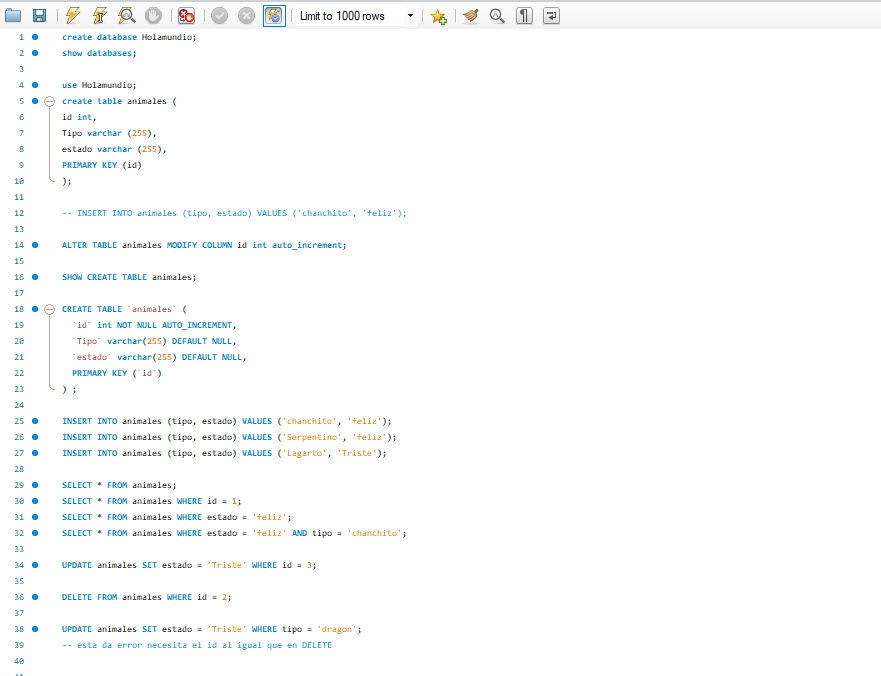 Limit to 1000 rows
1 create database Holamundio;
2 show databases;
3
4 use Holamundio;
5 create table animales (
6 id int,
7 Tipo varchar (255),
8 estado varchar (255),
9 PRIMARY KEY (id)
10 );
11
12 -- INSERT INTO animales (tipo, estado) VALUES ('chanchito', 'feliz');
13
14 ALTER TABLE animales MODIFY COLUMN id int auto_increment;
15
16 SHOW CREATE TABLE animales;
17
18 CREATE TABLE `animales` (
19 `id` int NOT NULL AUTO_INCREMENT,
20 `Tipo` varchar(255) DEFAULT NULL,
21 `estado` varchar(255) DEFAULT NULL,
22 PRIMARY KEY (`id`)
23 ) ;
24
25 INSERT INTO animales (tipo, estado) VALUES ('chanchito', 'feliz');
26 INSERT INTO animales (tipo, estado) VALUES ('Serpentino', 'feliz');
27 INSERT INTO animales (tipo, estado) VALUES ('Lagarto', 'Triste');
28
29 SELECT * FROM animales;
30 SELECT * FROM animales WHERE id = 1;
31 SELECT * FROM animales WHERE estado = 'feliz';
32 SELECT * FROM animales WHERE estado = 'feliz' AND tipo = 'chanchito';
33
34 UPDATE animales SET estado = 'Triste' WHERE id = 3;
35
36 DELETE FROM animales WHERE id = 2;
37
38 UPDATE animales SET estado = 'Triste' WHERE tipo = 'dragon';
39 -- esta da error necesita el id al igual que en DELETE
40